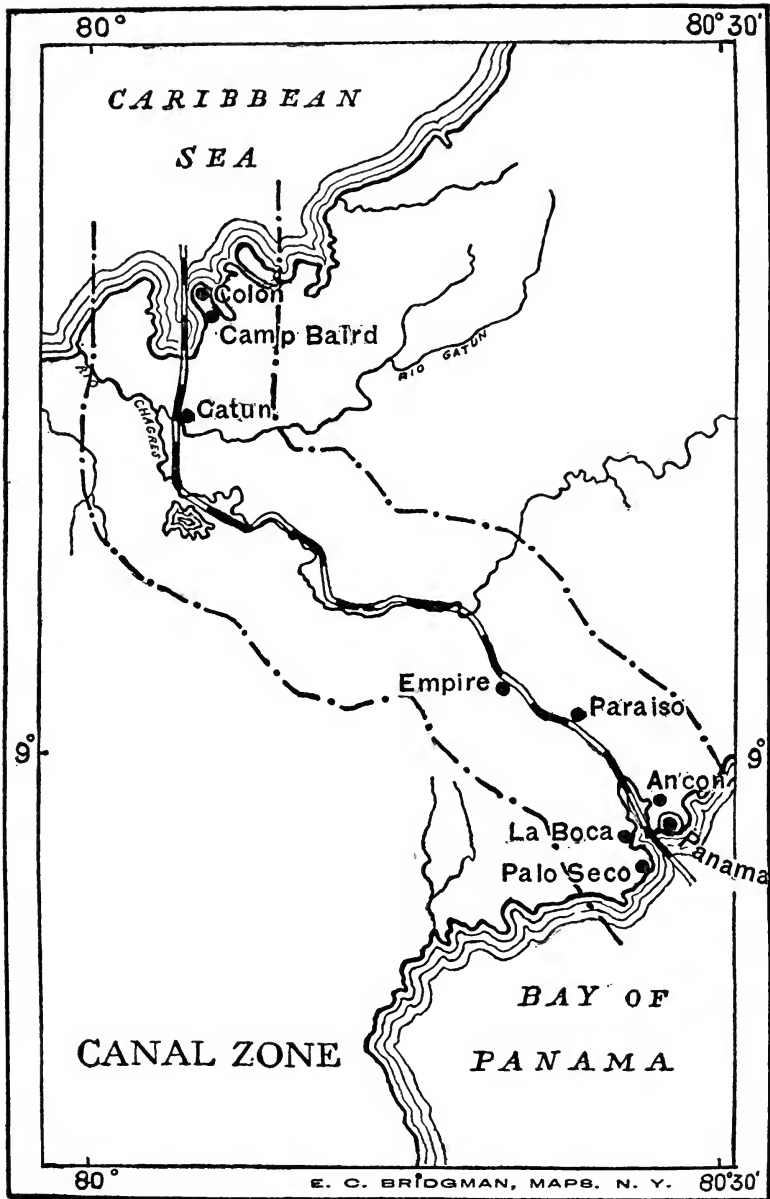 80° 80°30'
CARIBBEAN
SEA
Colon
Camp Baird
RIO GATUN
RIO
CHAGRES
Gatun
Empire
Paraiso
9° 9°
Ancon
La Boca
Panama
Palo Seco
BAY OF
PANAMA
CANAL ZONE
80° E. C. BRIDGMAN, MAPS. N. Y. 80°30'